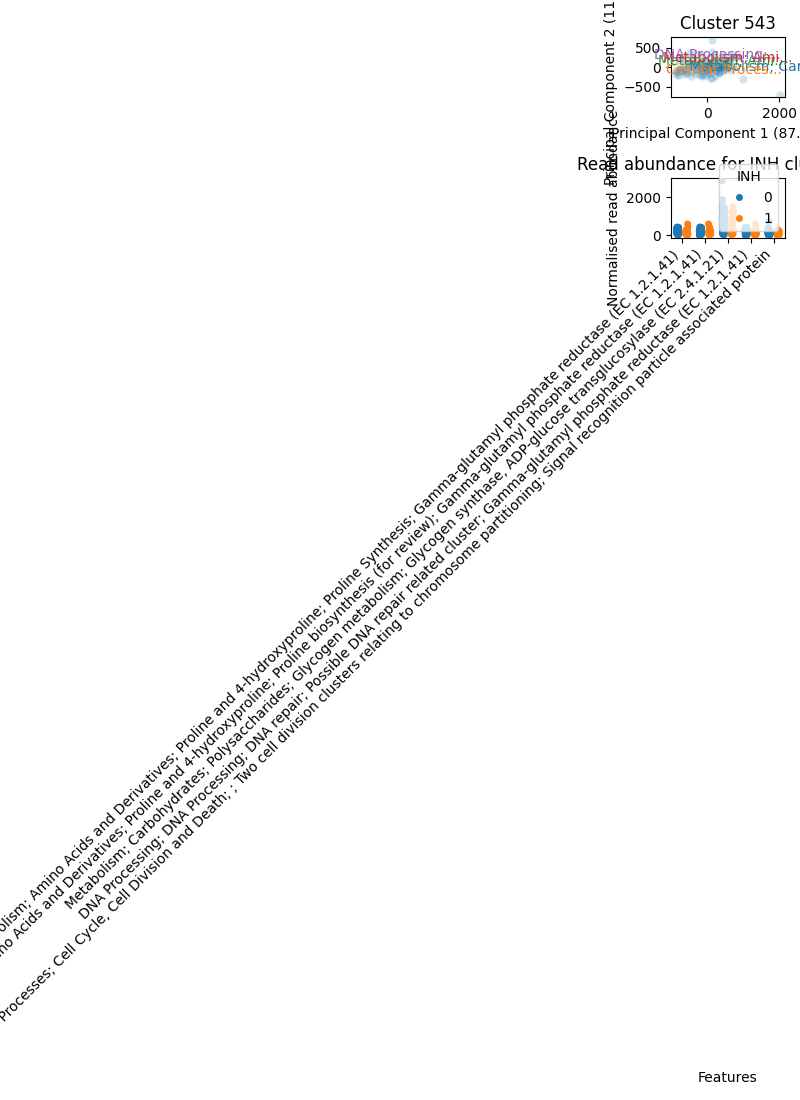 Cluster 543
Principal Component 2 (11
500
0
−500
DNA Processing;
Metabolism; Ami...
Metabolism; Ami...
Metabolism; Car
Cellular Proces...
0
2000
Principal Component 1 (87.
Read abundance for INH clu
Normalised read abundance
2000
0
INH
0
1
olism; Amino Acids and Derivatives; Proline and 4-hydroxyproline; Proline Synthesis; Gamma-glutamyl phosphate reductase (EC 1.2.1.41)
no Acids and Derivatives; Proline and 4-hydroxyproline; Proline biosynthesis (for review); Gamma-glutamyl phosphate reductase (EC 1.2.1.41)
Metabolism; Carbohydrates; Polysaccharides; Glycogen metabolism; Glycogen synthase, ADP-glucose transglucosylase (EC 2.4.1.21)
DNA Processing; DNA Processing; DNA repair; Possible DNA repair related cluster; Gamma-glutamyl phosphate reductase (EC 1.2.1.41)
Processes; Cell Cycle, Cell Division and Death; ; Two cell division clusters relating to chromosome partitioning; Signal recognition particle associated protein
Features